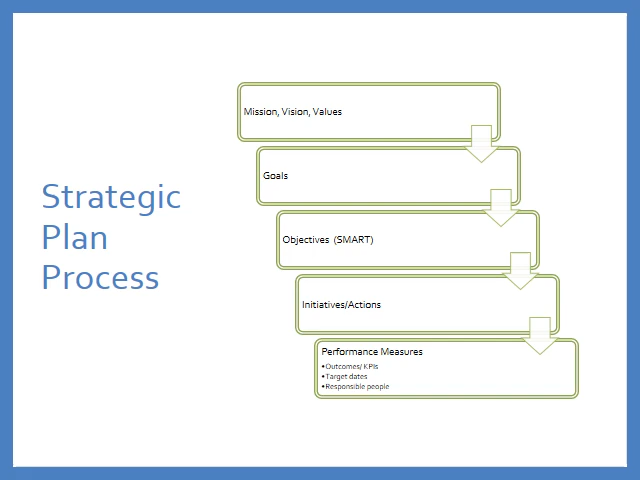 Strategic
Plan
Process
Mission, Vision, Values
Goals
Objectives (SMART)
Initiatives/Actions
Performance Measures
•Outcomes/ KPIs
•Target dates
•Responsible people